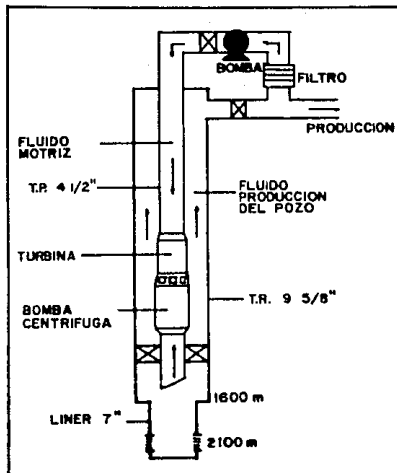 BOMBA
FILTRO
PRODUCCION
FLUIDO
MOTRIZ
T.P. 4 1/2"
FLUIDO
PRODUCCION
DEL POZO
TURBINA
BOMBA
CENTRIFUGA
T.R. 9 5/8"
1600 m
LINER 7"
2100 m